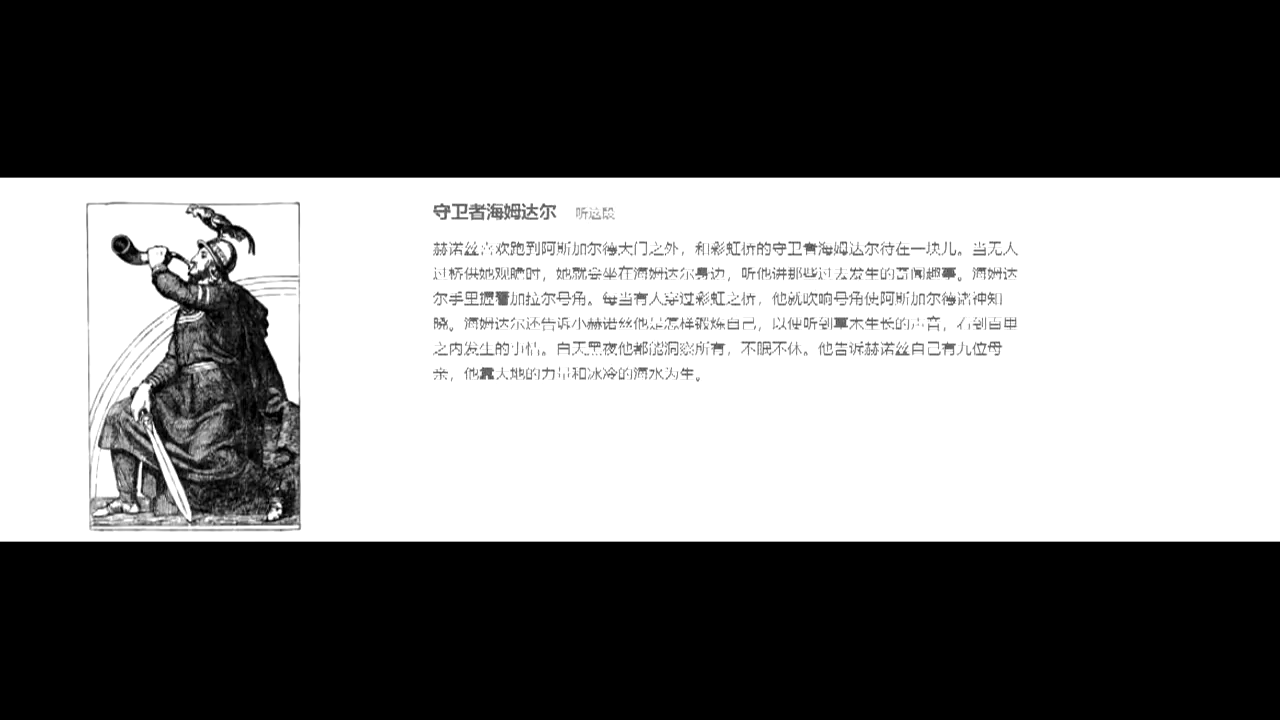 守卫者海姆达尔 听这段
赫诺丝喜欢跑到阿斯加尔德大门之外，和彩虹桥的守卫者海姆达尔待在一块儿。当无人
过桥供她观瞻时，她就会坐在海姆达尔身边，听他讲那些过去发生的奇闻趣事。海姆达
尔手里握着加拉尔号角。每当有人穿过彩虹之桥，他就吹响号角使阿斯加尔德诸神知
晓。海姆达尔还告诉小赫诺丝他是怎样锻炼自己，以便听到草木生长的声音，看到百里
之内发生的事情。白天黑夜他都能洞察所有，不眠不休。他告诉赫诺丝自己有九位母
亲，他靠大地的力量和冰冷的海水为生。